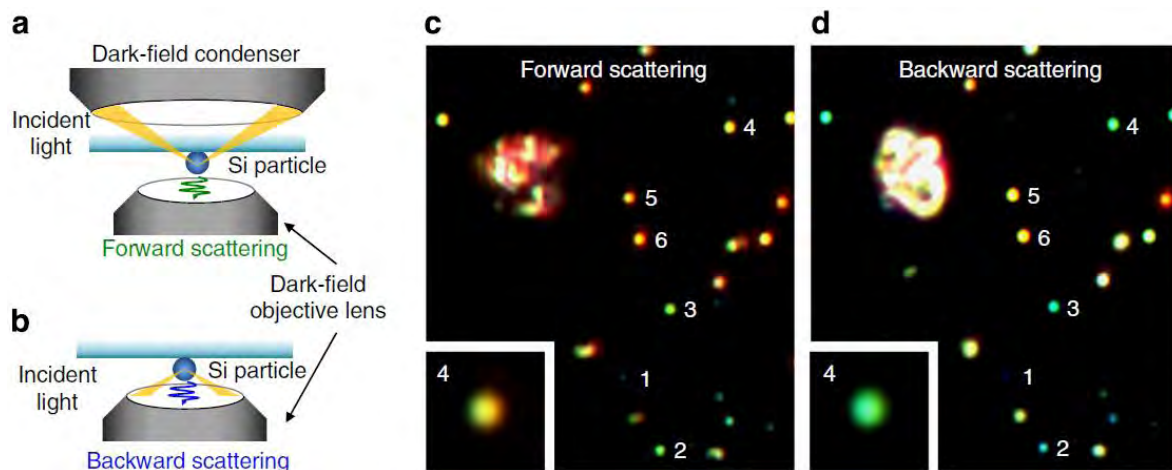 a
Dark-field condenser
Incident
light
Si particle
Forward scattering
Dark-field
objective lens
b
Incident
light
Si particle
Backward scattering
c
Forward scattering
4
5
6
3
1
2
4
d
Backward scattering
4
5
6
3
1
2
4